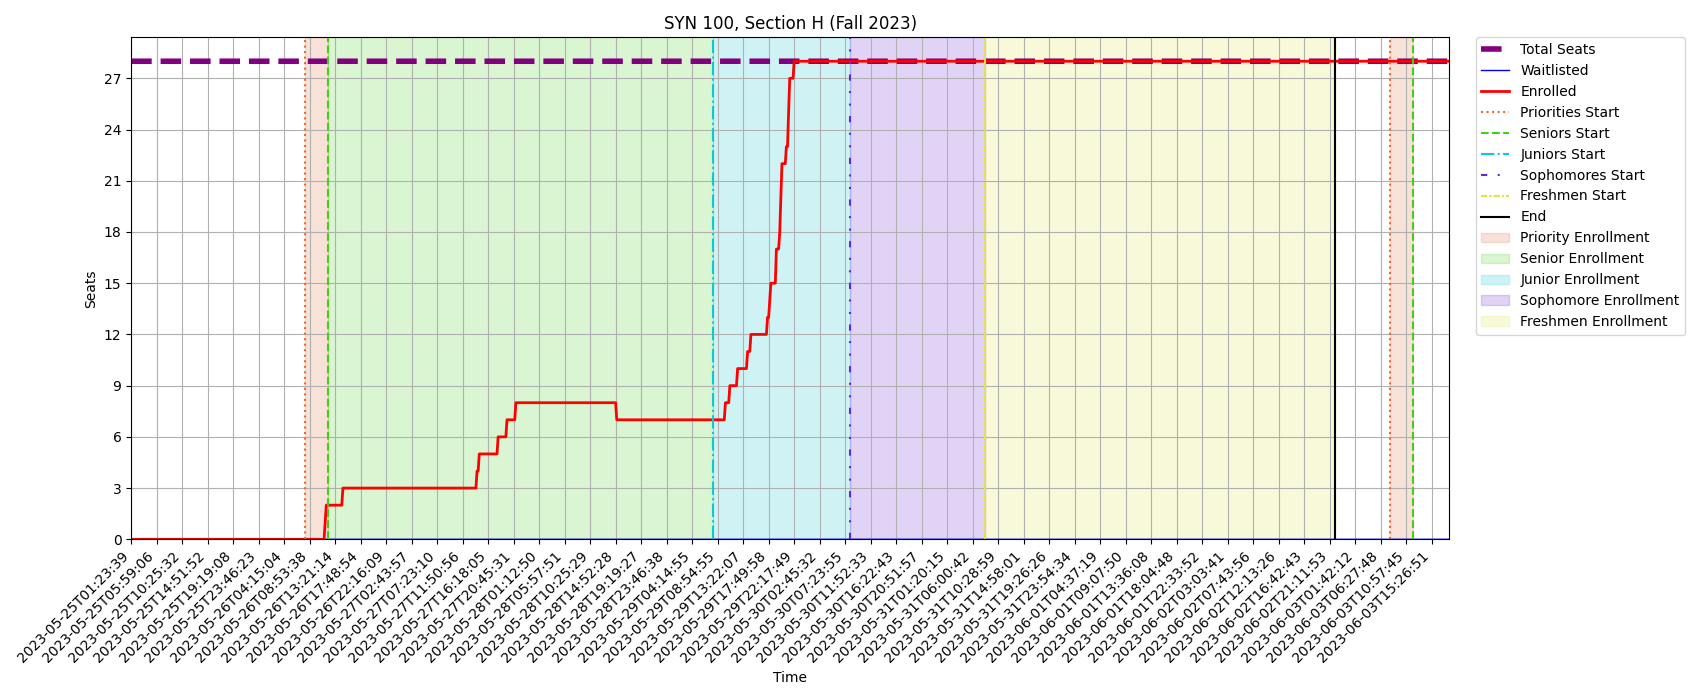 SYN 100, Section H (Fall 2023)
Seats
27
24
21
18
15
12
9
6
3
0
2023-05-25T01:23:39
2023-05-25T05:59:06
2023-05-25T10:25:32
2023-05-25T14:51:52
2023-05-25T19:19:08
2023-05-25T23:46:23
2023-05-26T04:15:04
2023-05-26T08:53:38
2023-05-26T13:21:14
2023-05-26T17:48:54
2023-05-26T22:16:09
2023-05-27T02:43:57
2023-05-27T07:23:10
2023-05-27T11:50:56
2023-05-27T16:18:05
2023-05-27T20:45:31
2023-05-28T01:12:50
2023-05-28T05:57:51
2023-05-28T10:25:29
2023-05-28T14:52:28
2023-05-28T19:19:27
2023-05-28T23:46:38
2023-05-29T04:14:55
2023-05-29T08:54:55
2023-05-29T13:22:07
2023-05-29T17:49:58
2023-05-29T22:17:49
2023-05-30T02:45:32
2023-05-30T07:23:55
2023-05-30T11:52:33
2023-05-30T16:22:43
2023-05-30T20:51:57
2023-05-31T01:20:15
2023-05-31T06:00:42
2023-05-31T10:28:59
2023-05-31T14:58:01
2023-05-31T19:26:26
2023-05-31T23:54:34
2023-06-01T04:37:19
2023-06-01T09:07:50
2023-06-01T13:36:08
2023-06-01T18:04:48
2023-06-01T22:33:52
2023-06-02T03:03:41
2023-06-02T07:43:56
2023-06-02T12:13:26
2023-06-02T16:42:43
2023-06-02T21:11:53
2023-06-03T01:42:12
2023-06-03T06:27:48
2023-06-03T10:57:45
2023-06-03T15:26:51
Time
Total Seats
Waitlisted
Enrolled
Priorities Start
Seniors Start
Juniors Start
Sophomores Start
Freshmen Start
End
Priority Enrollment
Senior Enrollment
Junior Enrollment
Sophomore Enrollment
Freshmen Enrollment